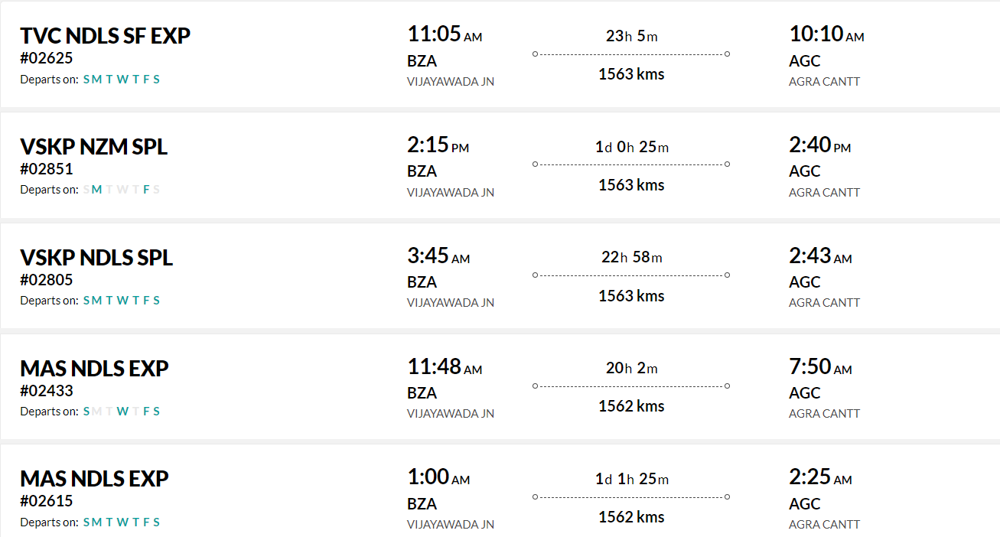 TVC NDLS SF EXP
#02625
Departs on: S M T W T F S
11:05 AM
BZA
VIJAYAWADA JN
23h 5m
1563 kms
10:10 AM
AGC
AGRA CANTT
VSKP NZM SPL
#02851
Departs on: S M T W T F S
2:15 PM
BZA
VIJAYAWADA JN
1d 0h 25m
1563 kms
2:40 PM
AGC
AGRA CANTT
VSKP NDLS SPL
#02805
Departs on: S M T W T F S
3:45 AM
BZA
VIJAYAWADA JN
22h 58m
1563 kms
2:43 AM
AGC
AGRA CANTT
MAS NDLS EXP
#02433
Departs on: S M T W T F S
11:48 AM
BZA
VIJAYAWADA JN
20h 2m
1562 kms
7:50 AM
AGC
AGRA CANTT
MAS NDLS EXP
#02615
Departs on: S M T W T F S
1:00 AM
BZA
VIJAYAWADA JN
1d 1h 25m
1562 kms
2:25 AM
AGC
AGRA CANTT